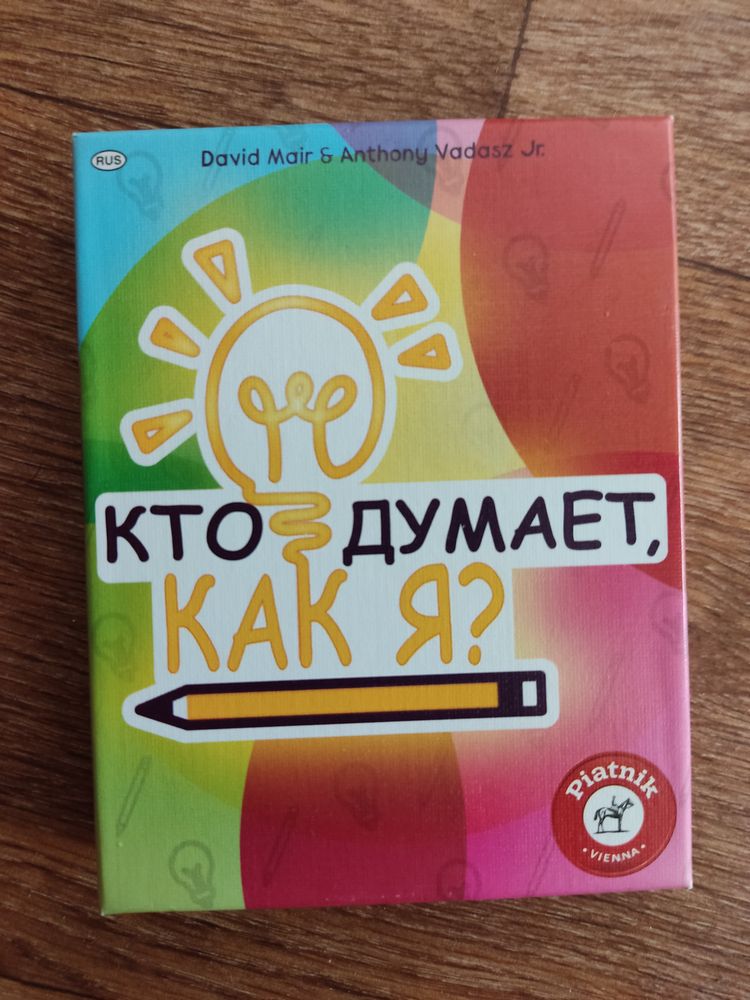 RUS
David Mair & Anthony Vadasz Jr.
КТО ДУМАЕТ,
КАК Я?
Piatnik
· VIENNA ·